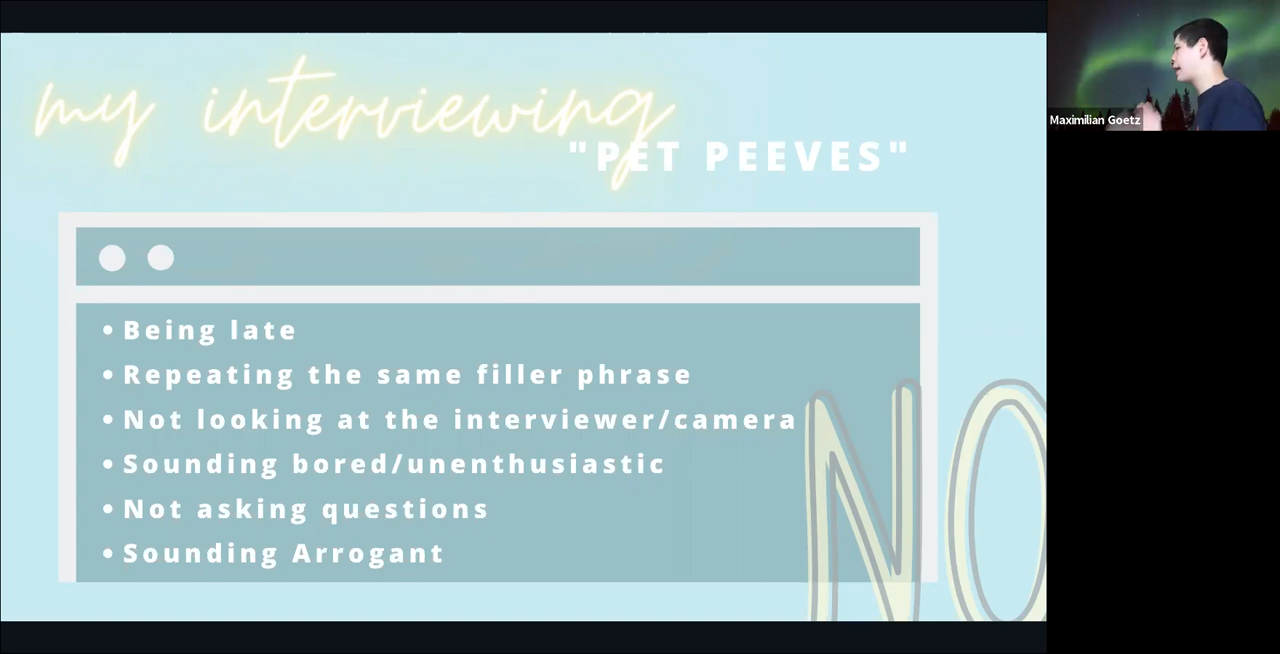 my interviewing
"PET PEEVES"
• Being late
• Repeating the same filler phrase
• Not looking at the interviewer/camera
• Sounding bored/unenthusiastic
• Not asking questions
• Sounding Arrogant
NO
Maximilian Goetz